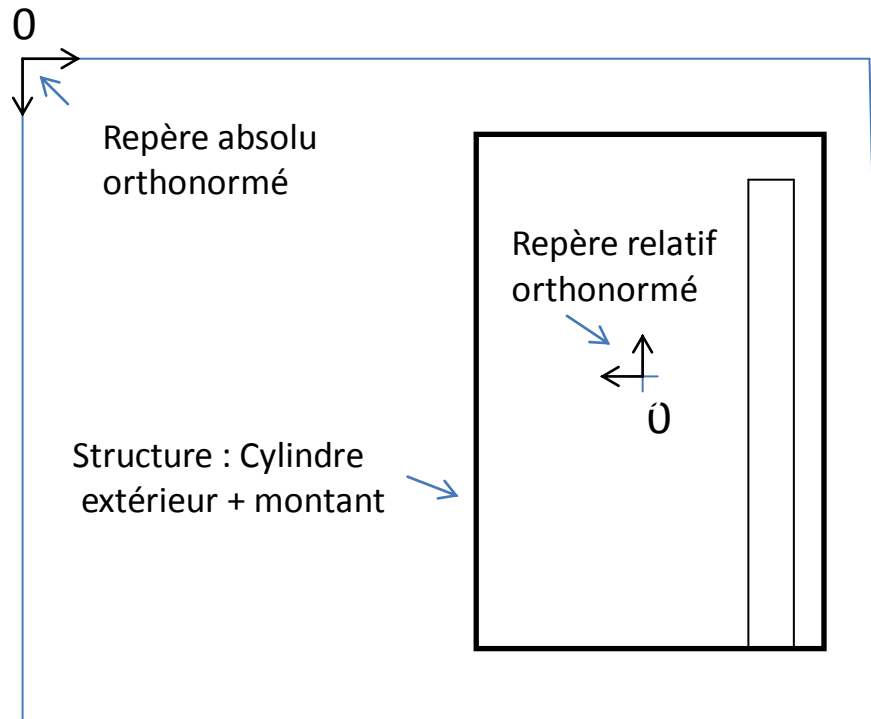 0
Repère absolu
orthonormé
Repère relatif
orthonormé
0
Structure : Cylindre
extérieur + montant